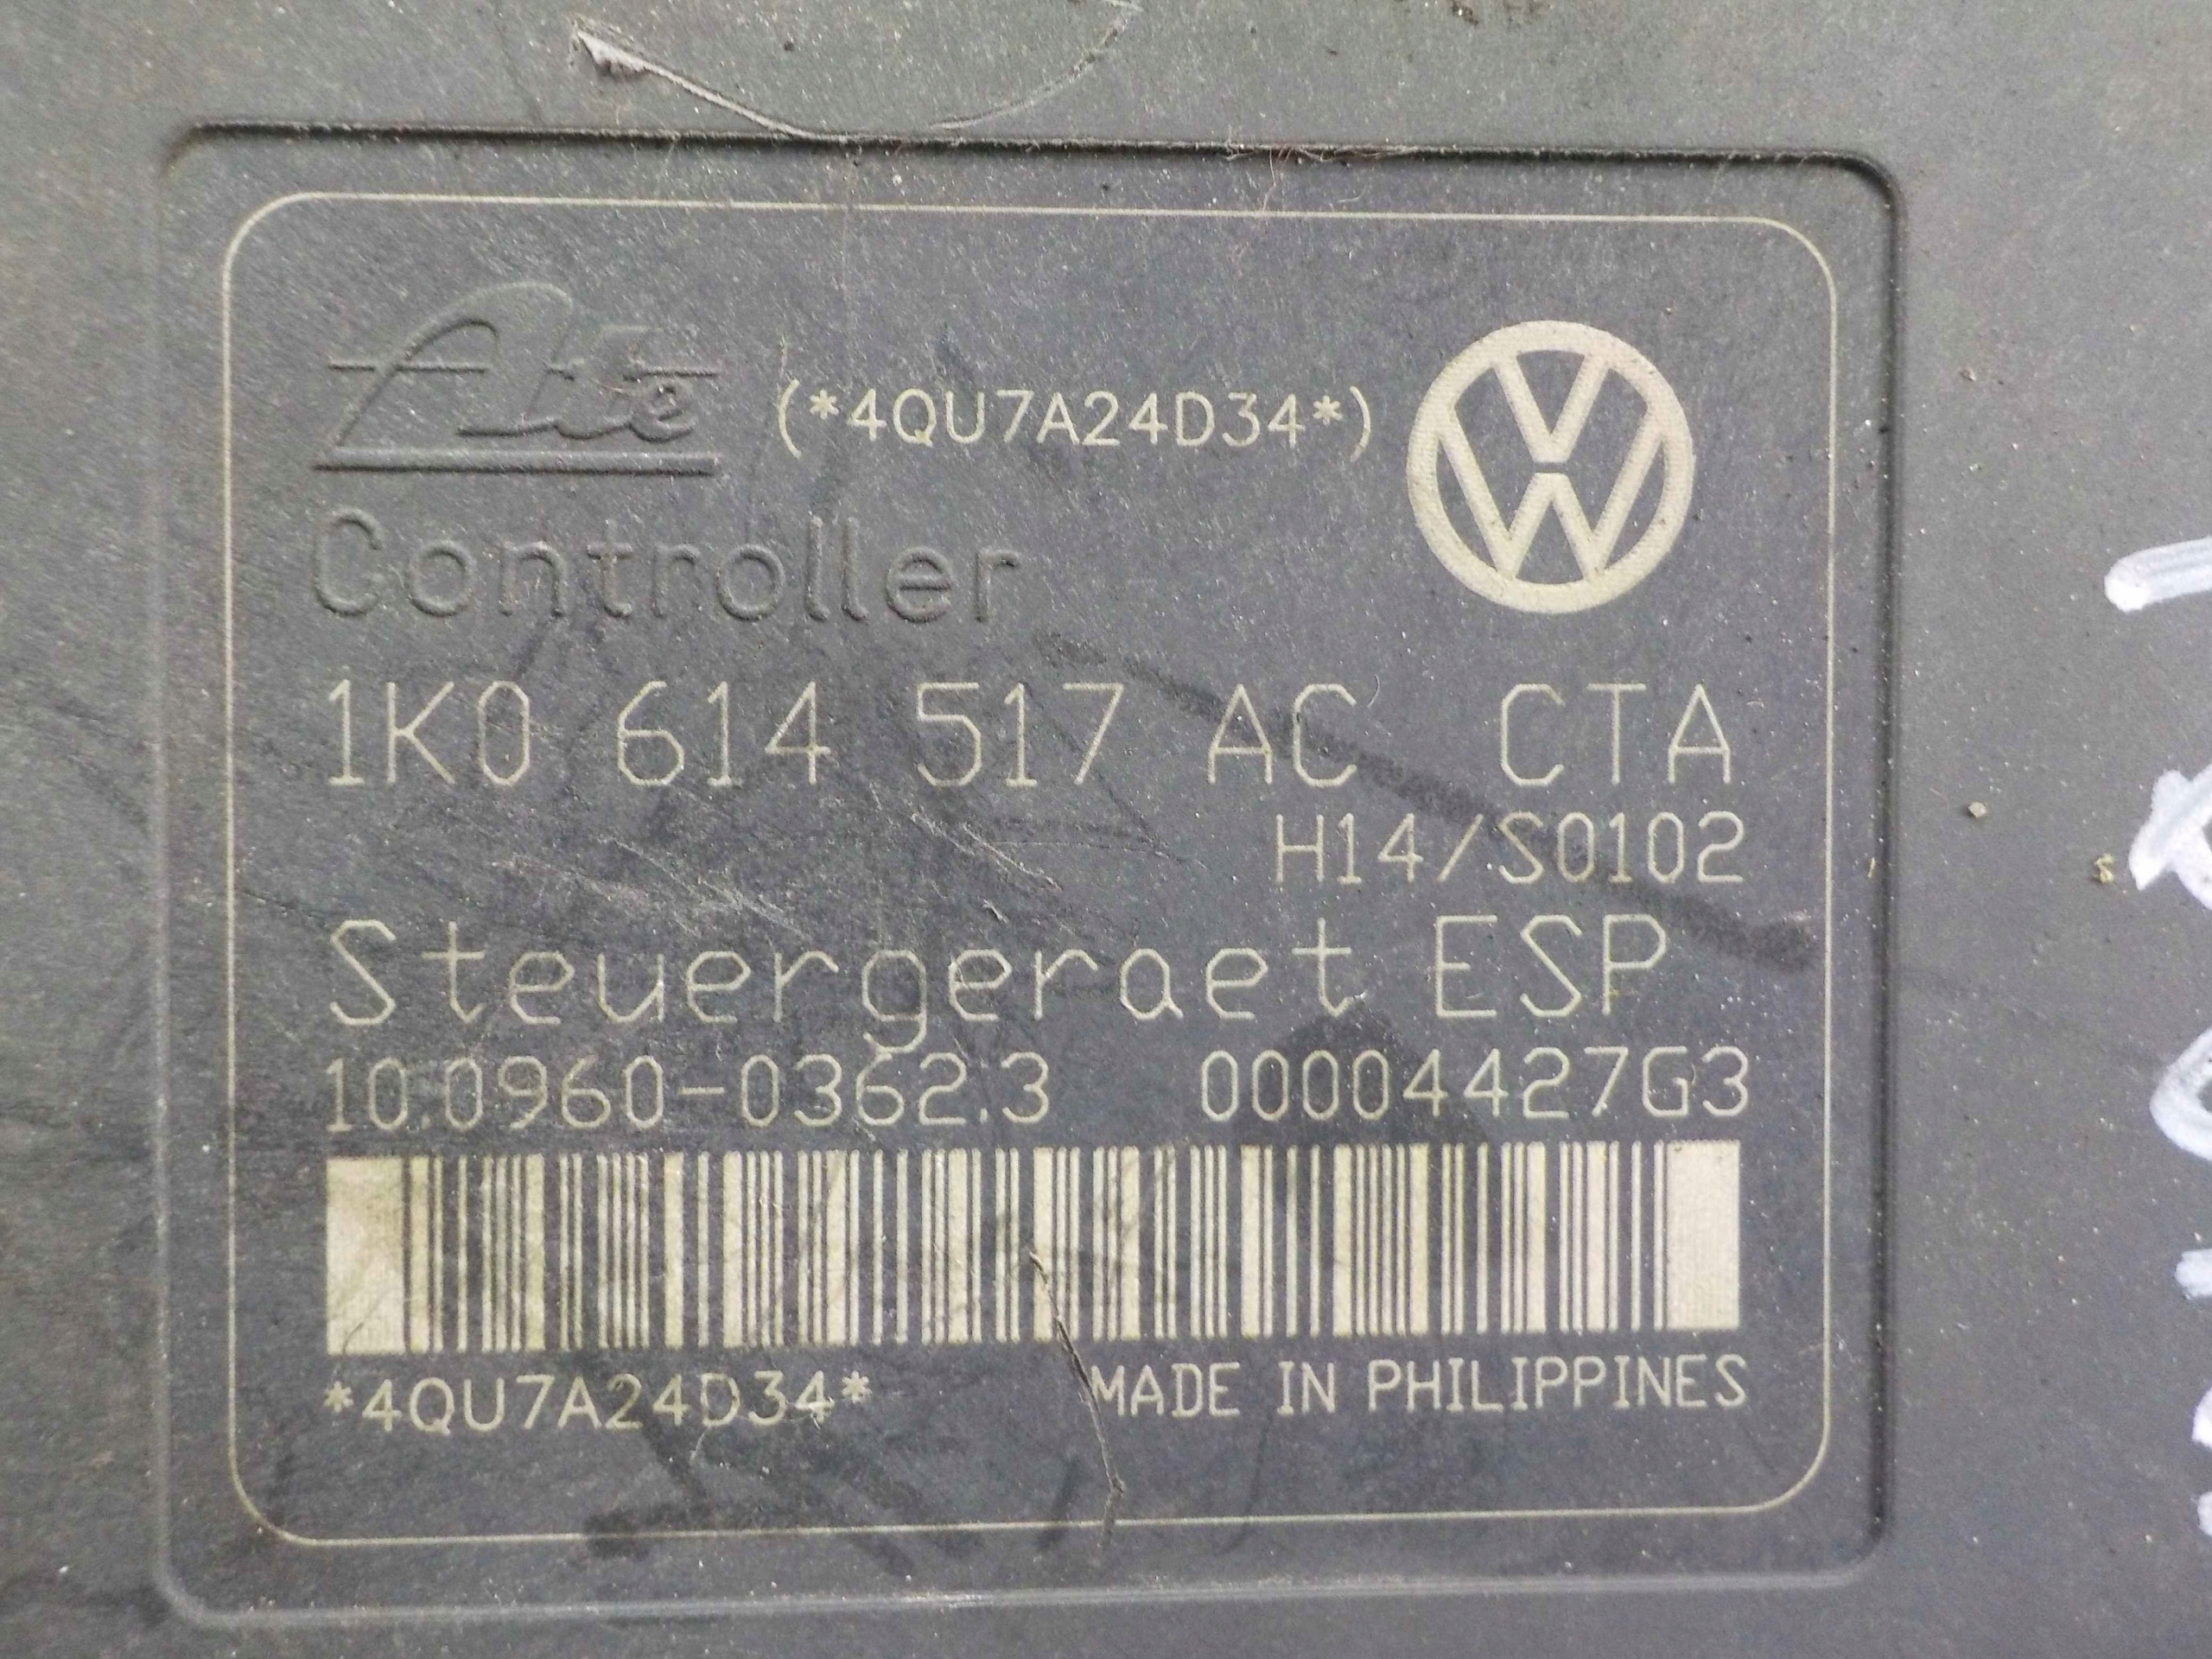 Ate (*4QU7A24D34*)
Controller
1K0 614 517 AC CTA
H14/S0102
Steuergeraet ESP
10.0960-0362.3 00004427G3
*4QU7A24D34* MADE IN PHILIPPINES